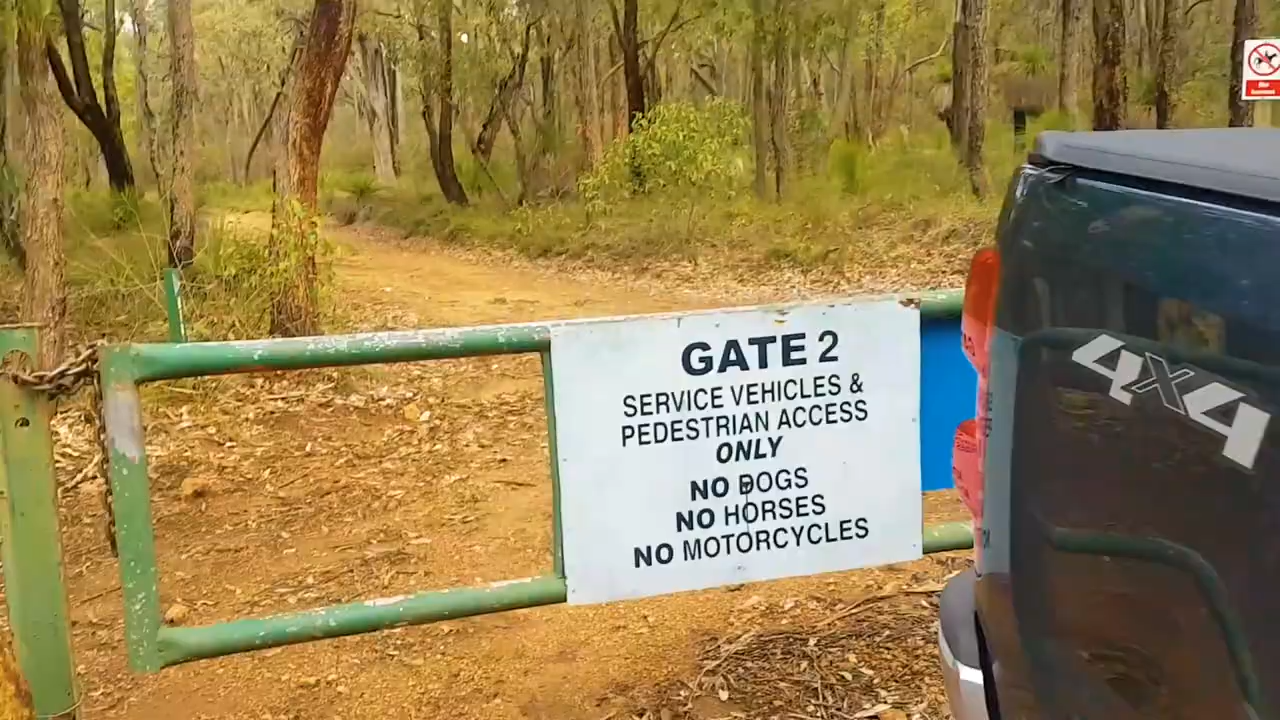 GATE 2
SERVICE VEHICLES &
PEDESTRIAN ACCESS
ONLY
NO DOGS
NO HORSES
NO MOTORCYCLES
4X4